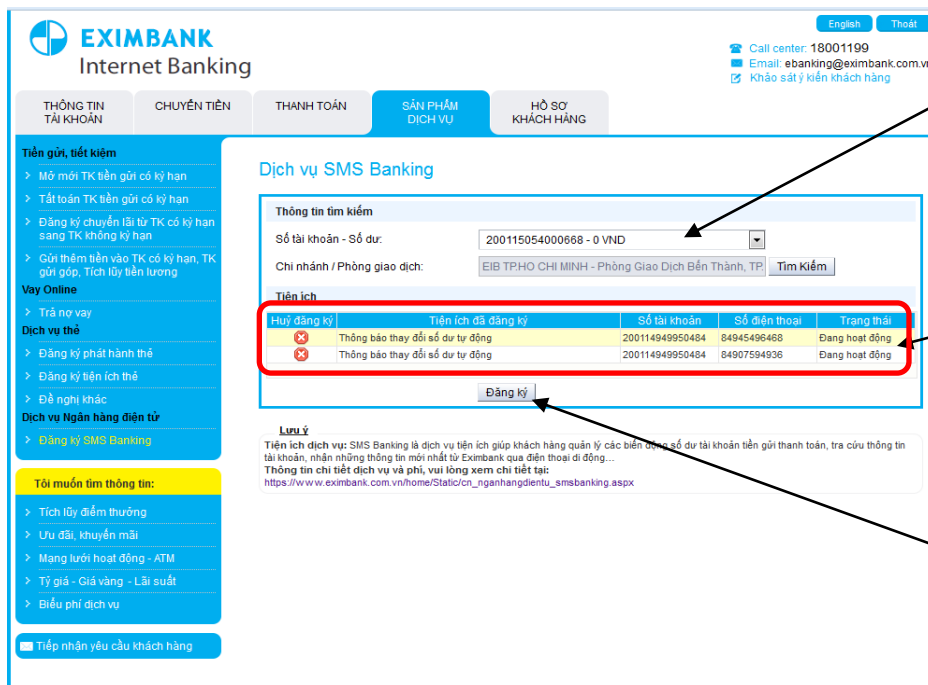 EXIMBANK
Internet Banking
English Thoát
Call center: 18001199
Email: ebanking@eximbank.com.vn
Khảo sát ý kiến khách hàng
THÔNG TIN TÀI KHOẢN
CHUYỂN TIỀN
THANH TOÁN
SẢN PHẨM DỊCH VỤ
HỒ SƠ KHÁCH HÀNG
Tiền gửi, tiết kiệm
Mở mới TK tiền gửi có kỳ hạn
Tất toán TK tiền gửi có kỳ hạn
Đăng ký chuyển lãi từ TK có kỳ hạn
sang TK không kỳ hạn
Gửi thêm tiền vào TK có kỳ hạn, TK
gửi góp, Tích lũy tiền lương
Vay Online
Trả nợ vay
Dịch vụ thẻ
Đăng ký phát hành thẻ
Đăng ký tiện ích thẻ
Đề nghị khác
Dịch vụ Ngân hàng điện tử
Đăng ký SMS Banking
Tôi muốn tìm thông tin:
Tích lũy điểm thưởng
Ưu đãi, khuyến mãi
Mạng lưới hoạt động - ATM
Tỷ giá - Giá vàng - Lãi suất
Biểu phí dịch vụ
Tiếp nhận yêu cầu khách hàng
Dịch vụ SMS Banking
Thông tin tìm kiếm
Số tài khoản - Số dư: 200115054000668 - 0 VND
Chi nhánh / Phòng giao dịch: EIB TP.HO CHI MINH - Phòng Giao Dịch Bến Thành, TP. Tìm Kiếm
Tiện ích
Huỷ đăng ký Tiện ích đã đăng ký Số tài khoản Số điện thoại Trạng thái
Thông báo thay đổi số dư tự động 200114949950484 84945496468 Đang hoạt động
Thông báo thay đổi số dư tự động 200114949950484 84907594936 Đang hoạt động
Đăng ký
Lưu ý
Tiện ích dịch vụ: SMS Banking là dịch vụ tiện ích giúp khách hàng quản lý các biến động số dư tài khoản tiền gửi thanh toán, tra cứu thông tin
tài khoản, nhận những thông tin mới nhất từ Eximbank qua điện thoại di động...
Thông tin chi tiết dịch vụ và phí, vui lòng xem chi tiết tại:
https://www.eximbank.com.vn/home/Static/cn_nganhangdientu_smsbanking.aspx